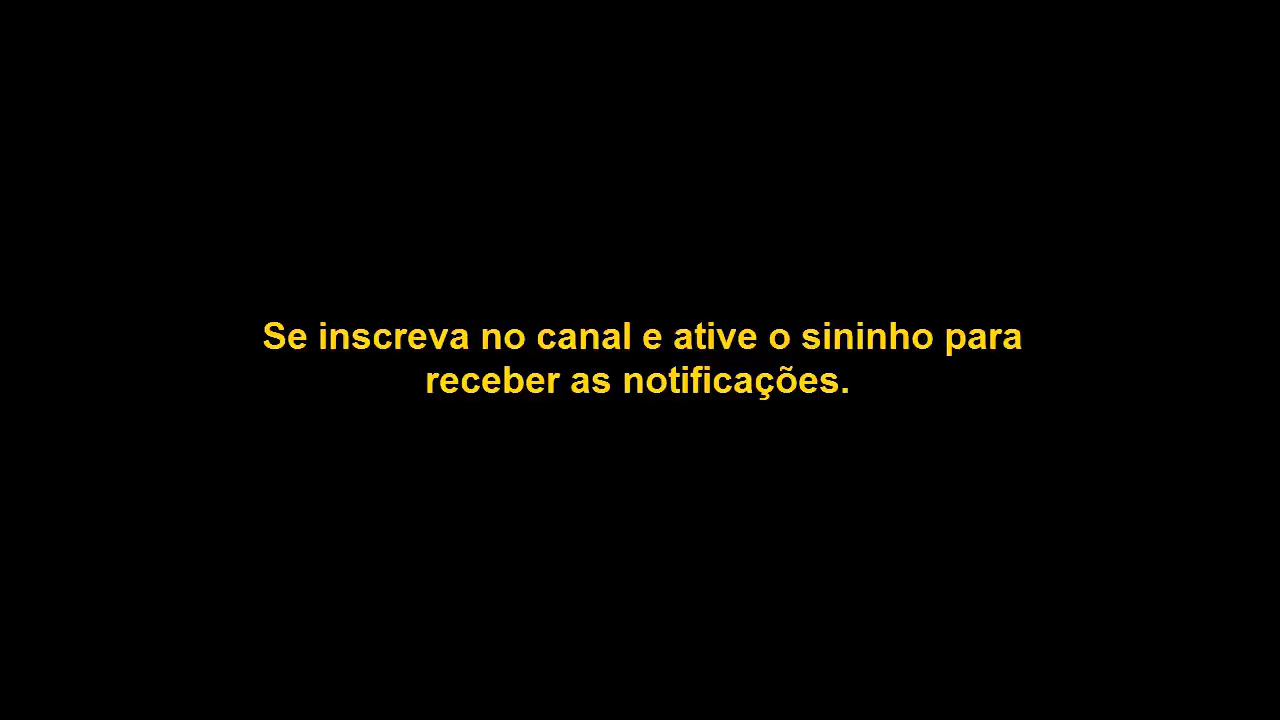 Se inscreva no canal e ative o sininho para
receber as notificações.